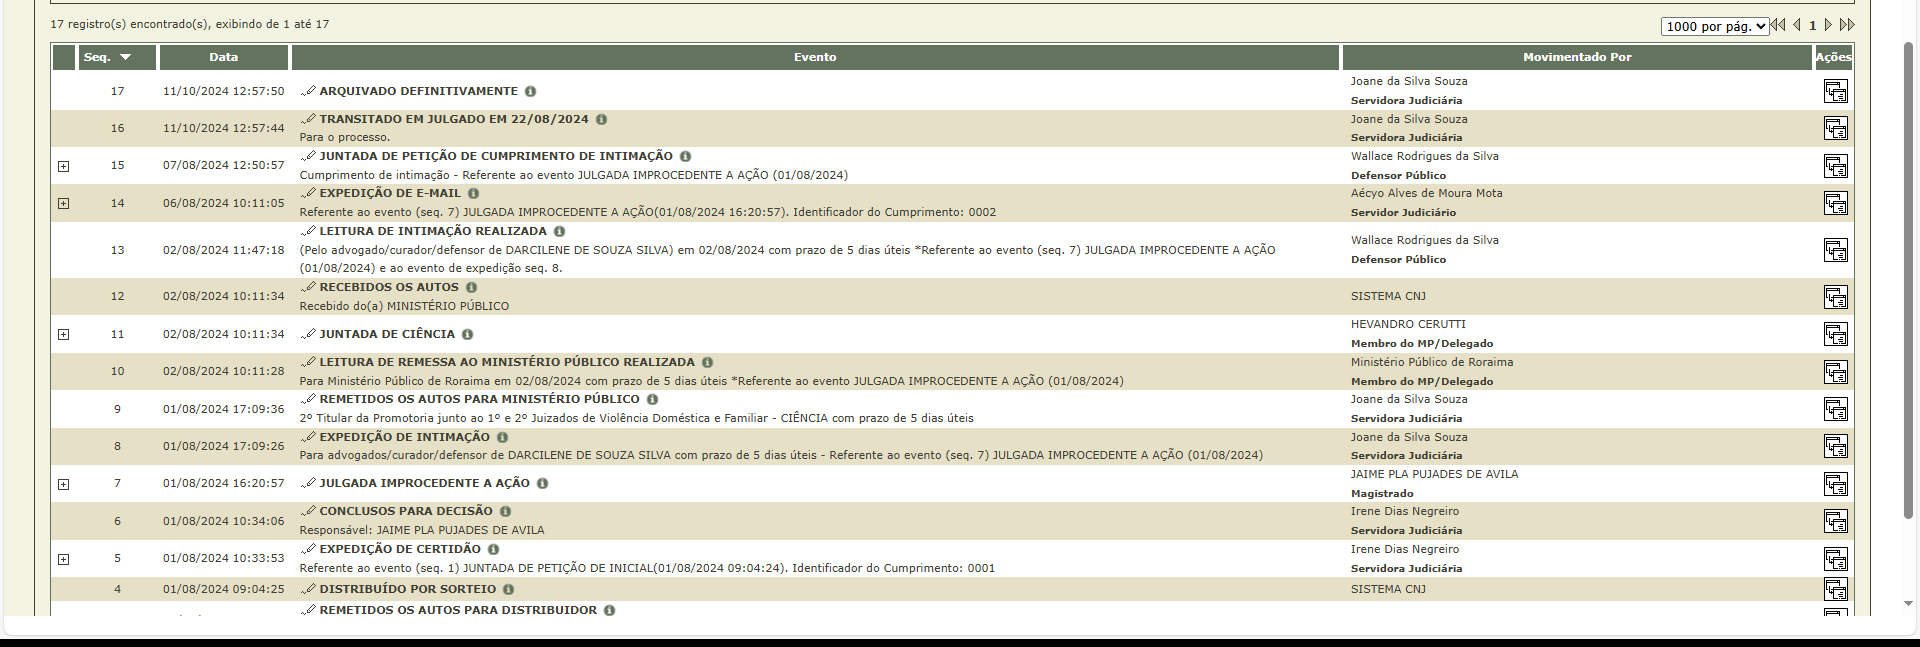 17 registro(s) encontrado(s), exibindo de 1 até 17
1000 por pág. 1
Seq. Data Evento Movimentado Por Ações
17 11/10/2024 12:57:50 ARQUIVADO DEFINITIVAMENTE
Joane da Silva Souza
Servidora Judiciária
16 11/10/2024 12:57:44 TRANSITADO EM JULGADO EM 22/08/2024
Para o processo.
Joane da Silva Souza
Servidora Judiciária
15 07/08/2024 12:50:57 JUNTADA DE PETIÇÃO DE CUMPRIMENTO DE INTIMAÇÃO
Cumprimento de intimação - Referente ao evento JULGADA IMPROCEDENTE A AÇÃO (01/08/2024)
Wallace Rodrigues da Silva
Defensor Público
14 06/08/2024 10:11:05 EXPEDIÇÃO DE E-MAIL
Referente ao evento (seq. 7) JULGADA IMPROCEDENTE A AÇÃO(01/08/2024 16:20:57). Identificador do Cumprimento: 0002
Aécyo Alves de Moura Mota
Servidor Judiciário
13 02/08/2024 11:47:18 LEITURA DE INTIMAÇÃO REALIZADA
(Pelo advogado/curador/defensor de DARCILENE DE SOUZA SILVA) em 02/08/2024 com prazo de 5 dias úteis *Referente ao evento (seq. 7) JULGADA IMPROCEDENTE A AÇÃO
(01/08/2024) e ao evento de expedição seq. 8.
Wallace Rodrigues da Silva
Defensor Público
12 02/08/2024 10:11:34 RECEBIDOS OS AUTOS
Recebido do(a) MINISTÉRIO PÚBLICO
SISTEMA CNJ
11 02/08/2024 10:11:34 JUNTADA DE CIÊNCIA
HEVANDRO CERUTTI
Membro do MP/Delegado
10 02/08/2024 10:11:28 LEITURA DE REMESSA AO MINISTÉRIO PÚBLICO REALIZADA
Para Ministério Público de Roraima em 02/08/2024 com prazo de 5 dias úteis *Referente ao evento JULGADA IMPROCEDENTE A AÇÃO (01/08/2024)
Ministério Público de Roraima
Membro do MP/Delegado
9 01/08/2024 17:09:36 REMETIDOS OS AUTOS PARA MINISTÉRIO PÚBLICO
2º Titular da Promotoria junto ao 1º e 2º Juizados de Violência Doméstica e Familiar - CIÊNCIA com prazo de 5 dias úteis
Joane da Silva Souza
Servidora Judiciária
8 01/08/2024 17:09:26 EXPEDIÇÃO DE INTIMAÇÃO
Para advogados/curador/defensor de DARCILENE DE SOUZA SILVA com prazo de 5 dias úteis - Referente ao evento (seq. 7) JULGADA IMPROCEDENTE A AÇÃO (01/08/2024)
Joane da Silva Souza
Servidora Judiciária
7 01/08/2024 16:20:57 JULGADA IMPROCEDENTE A AÇÃO
JAIME PLA PUJADES DE AVILA
Magistrado
6 01/08/2024 10:34:06 CONCLUSOS PARA DECISÃO
Responsável: JAIME PLA PUJADES DE AVILA
Irene Dias Negreiro
Servidora Judiciária
5 01/08/2024 10:33:53 EXPEDIÇÃO DE CERTIDÃO
Referente ao evento (seq. 1) JUNTADA DE PETIÇÃO DE INICIAL(01/08/2024 09:04:24). Identificador do Cumprimento: 0001
Irene Dias Negreiro
Servidora Judiciária
4 01/08/2024 09:04:25 DISTRIBUÍDO POR SORTEIO
SISTEMA CNJ
REMETIDOS OS AUTOS PARA DISTRIBUIDOR